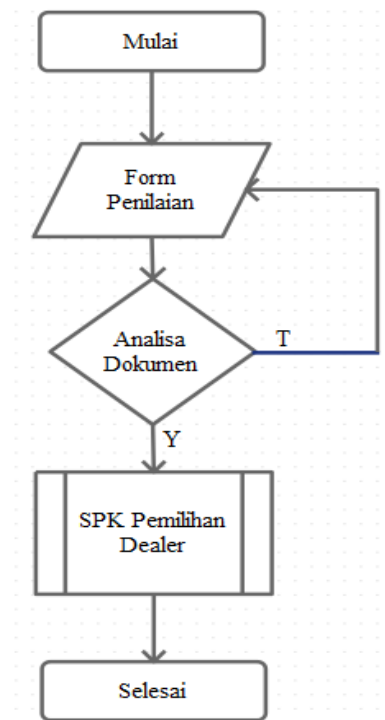 Mulai
Form
Penilaian
Analisa
Dokumen
T
Y
SPK Pemilihan
Dealer
Selesai